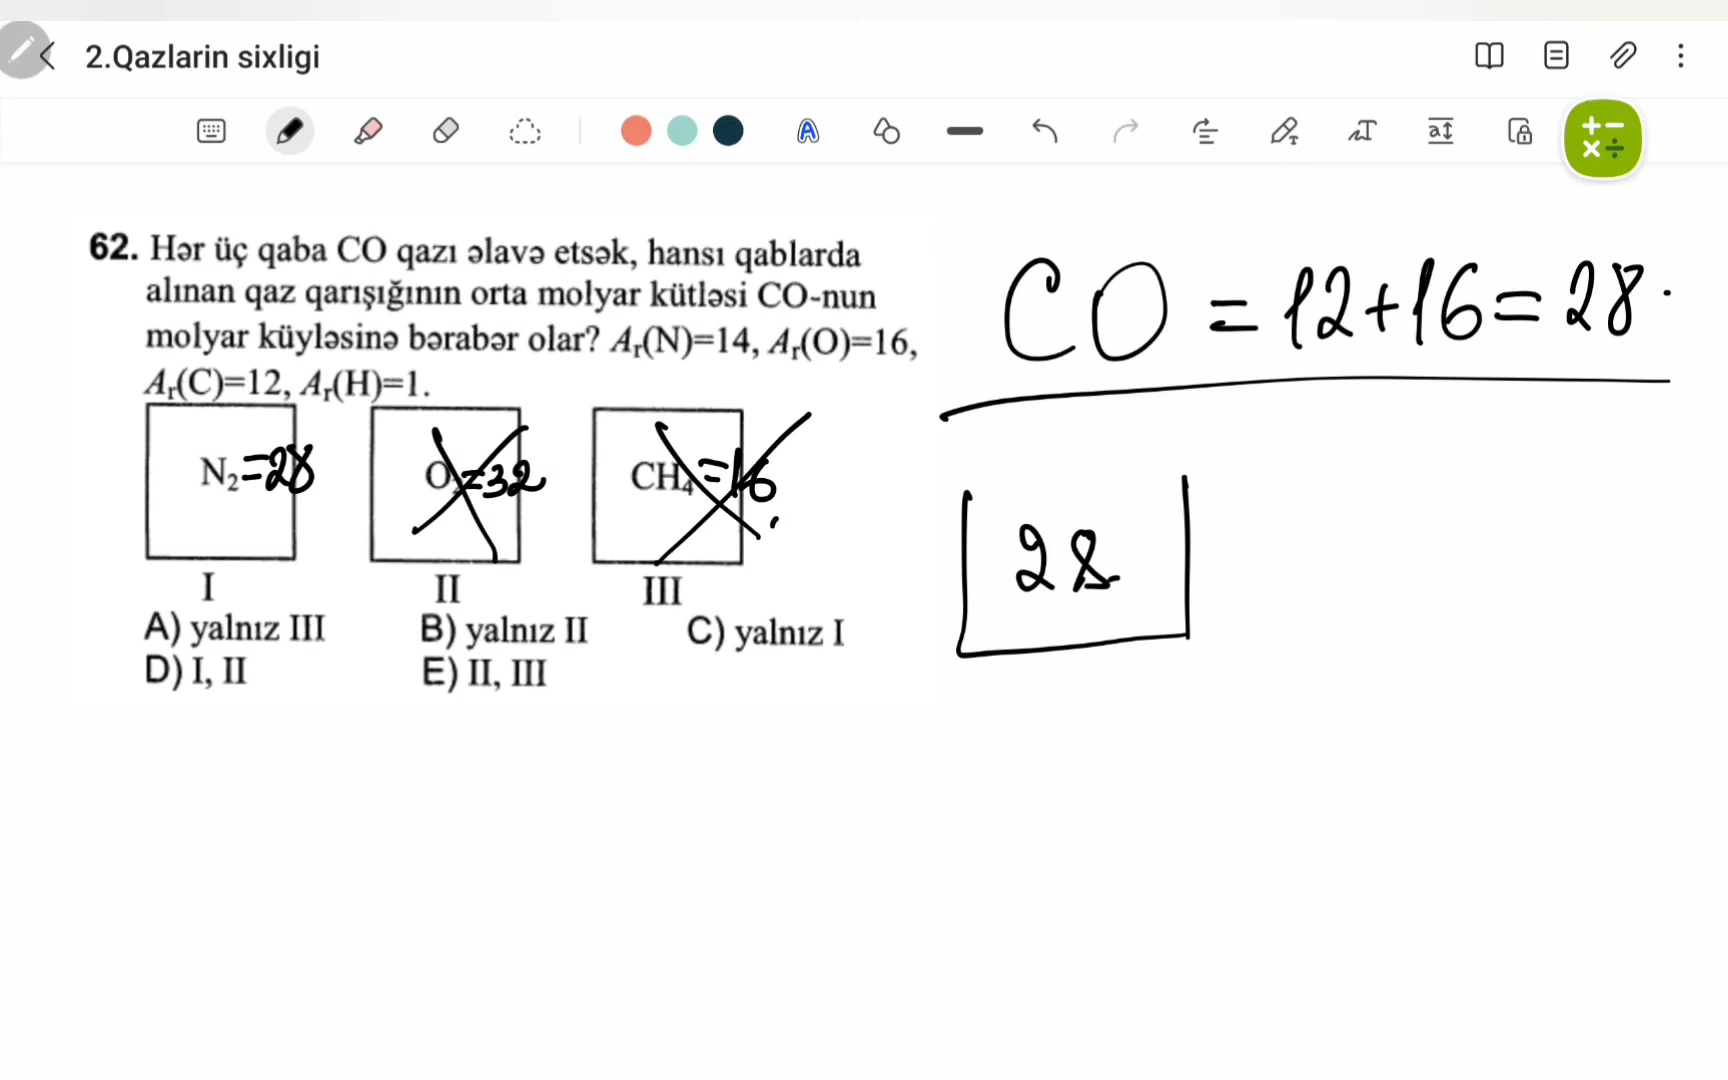 2.Qazlarin sixligi
62. Hər üç qaba CO qazı əlavə etsək, hansı qablarda
alınan qaz qarışığının orta molyar kütləsi CO-nun
molyar küyləsinə bərabər olar? Ar(N)=14, Ar(O)=16,
Ar(C)=12, Ar(H)=1.
CO = 12+16=28.
N2 =28
O =32
CH4 =16
28
I II III
A) yalnız III B) yalnız II C) yalnız I
D) I, II E) II, III